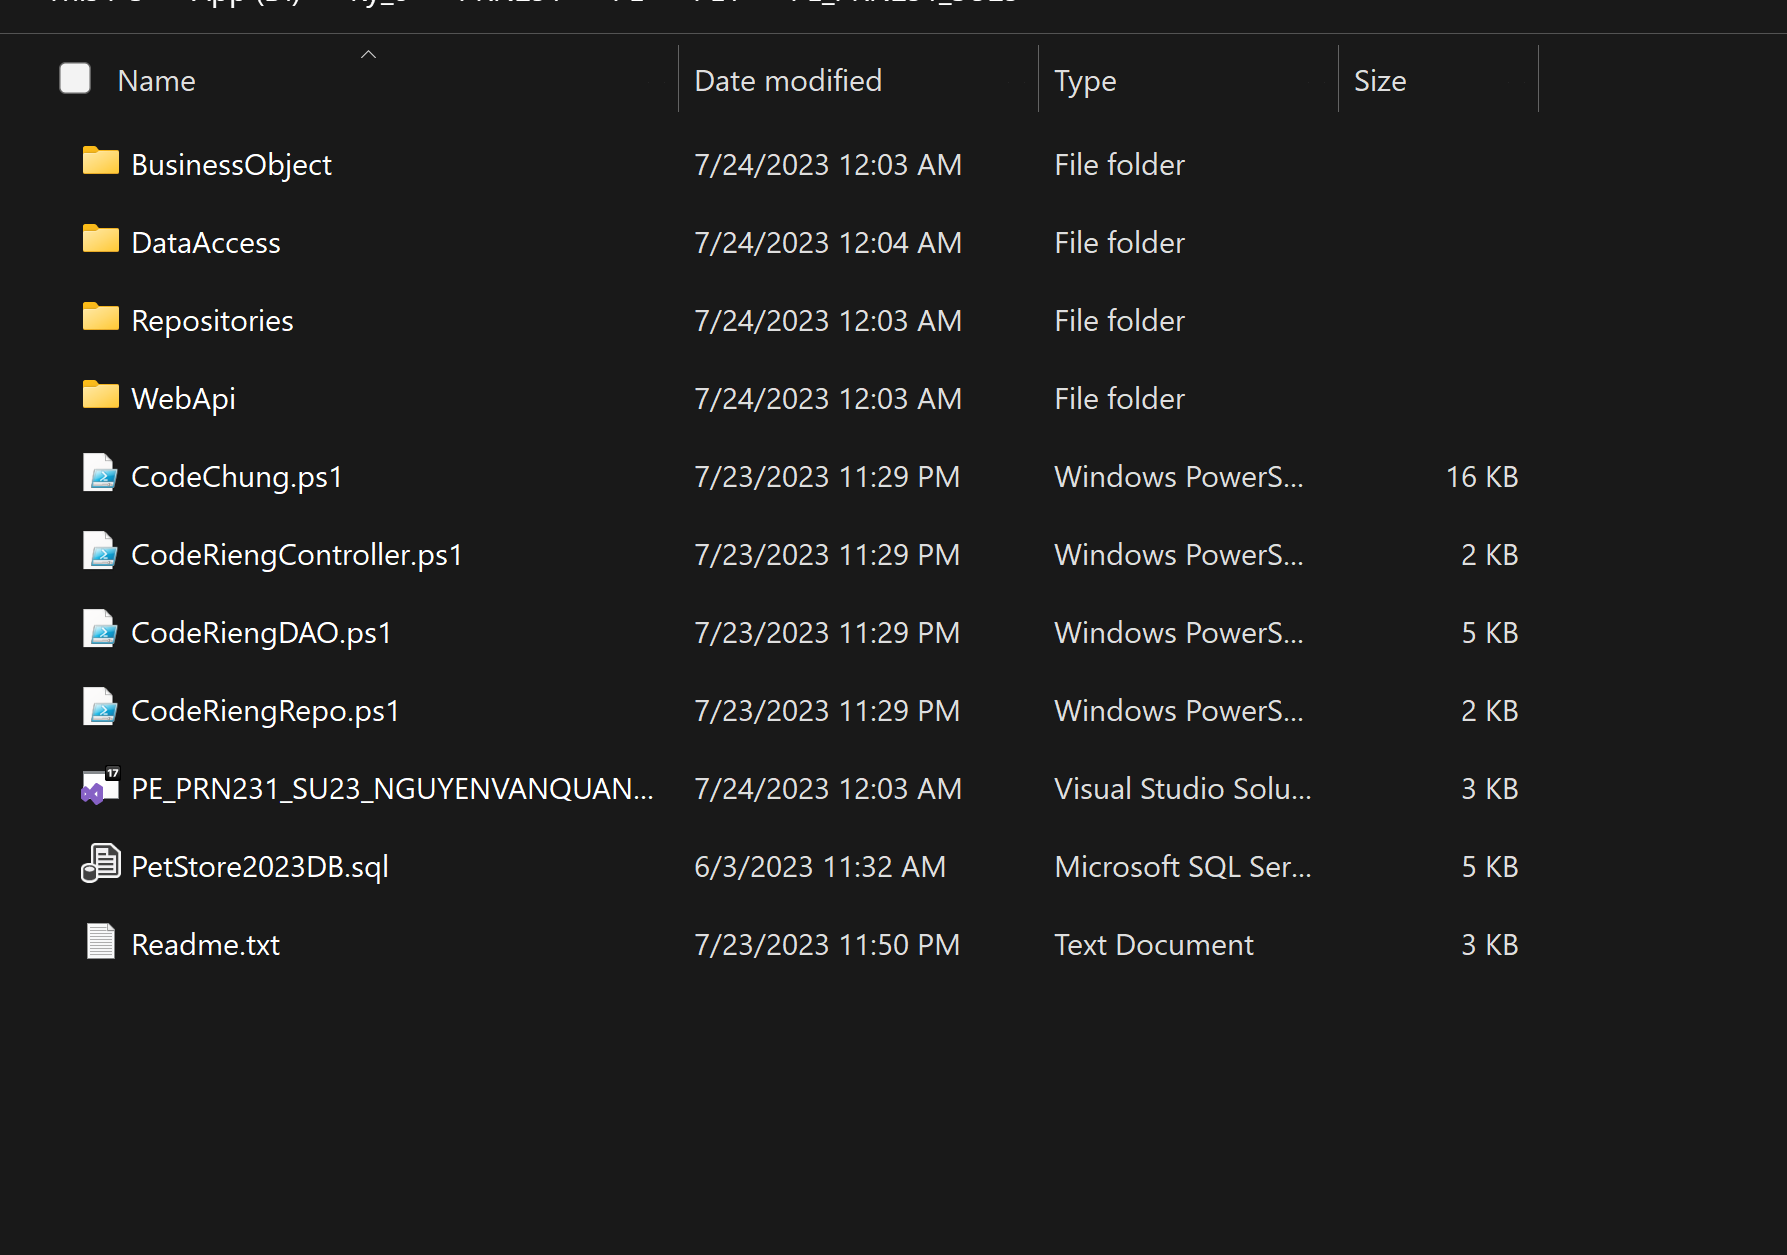 Name Date modified Type Size
BusinessObject 7/24/2023 12:03 AM File folder
DataAccess 7/24/2023 12:04 AM File folder
Repositories 7/24/2023 12:03 AM File folder
WebApi 7/24/2023 12:03 AM File folder
CodeChung.ps1 7/23/2023 11:29 PM Windows PowerS... 16 KB
CodeRiengController.ps1 7/23/2023 11:29 PM Windows PowerS... 2 KB
CodeRiengDAO.ps1 7/23/2023 11:29 PM Windows PowerS... 5 KB
CodeRiengRepo.ps1 7/23/2023 11:29 PM Windows PowerS... 2 KB
17
PE_PRN231_SU23_NGUYENVANQUAN... 7/24/2023 12:03 AM Visual Studio Solu... 3 KB
PetStore2023DB.sql 6/3/2023 11:32 AM Microsoft SQL Ser... 5 KB
Readme.txt 7/23/2023 11:50 PM Text Document 3 KB